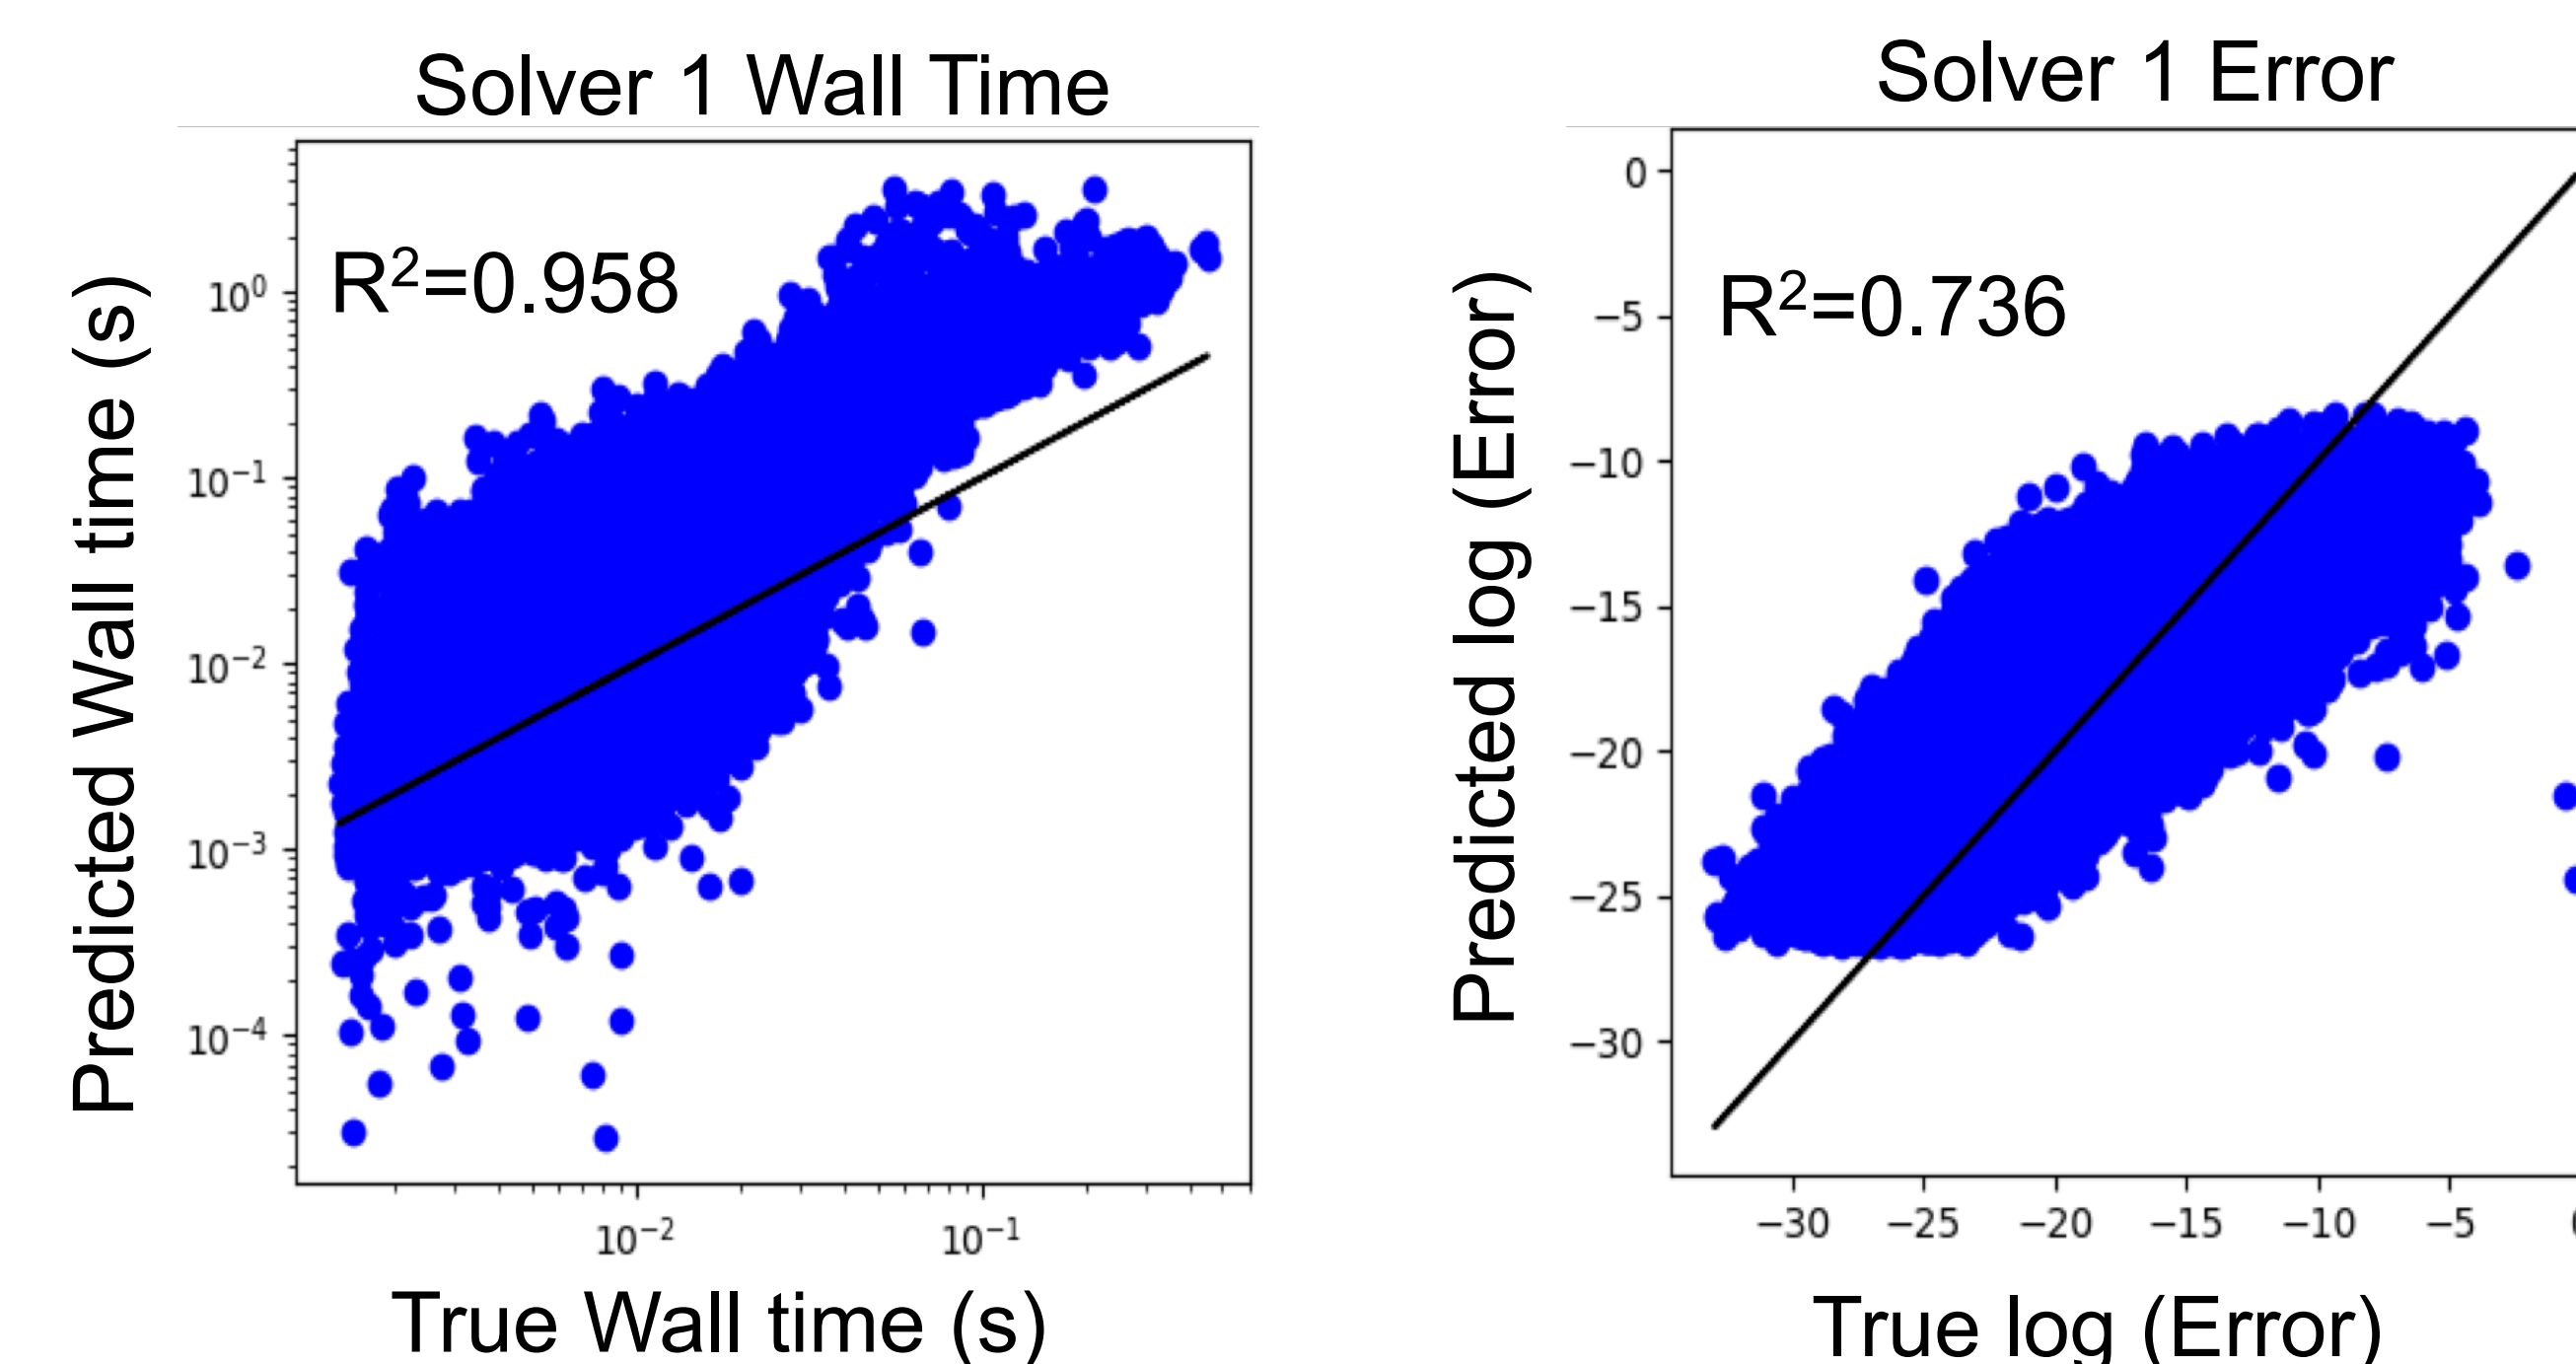 Solver 1 Wall Time
R²=0.958
Predicted Wall time (s)
10⁰
10⁻¹
10⁻²
10⁻³
10⁻⁴
10⁻²
10⁻¹
True Wall time (s)
Solver 1 Error
R²=0.736
Predicted log (Error)
0
−5
−10
−15
−20
−25
−30
−30
−25
−20
−15
−10
−5
True log (Error)